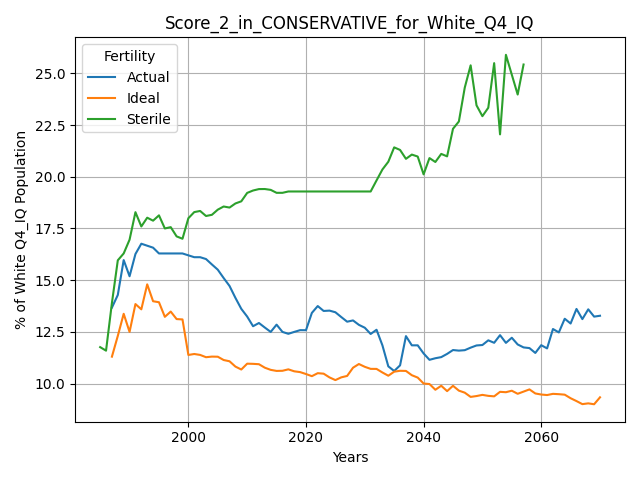 Score_2_in_CONSERVATIVE_for_White_Q4_IQ
Fertility
Actual
Ideal
Sterile
% of White Q4_IQ Population
25.0
22.5
20.0
17.5
15.0
12.5
10.0
2000
2020
2040
2060
Years